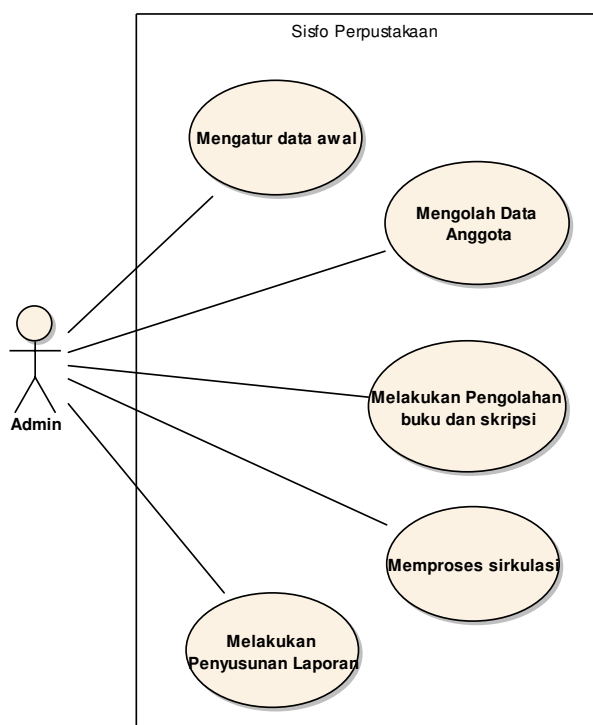 Sisfo Perpustakaan
Mengatur data awal
Mengolah Data
Anggota
Admin
Melakukan Pengolahan
buku dan skripsi
Memproses sirkulasi
Melakukan
Penyusunan Laporan